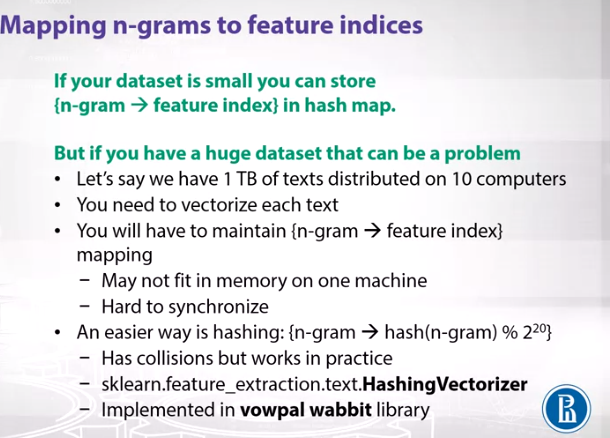 Mapping n-grams to feature indices
If your dataset is small you can store
{n-gram → feature index} in hash map.
But if you have a huge dataset that can be a problem
• Let’s say we have 1 TB of texts distributed on 10 computers
• You need to vectorize each text
• You will have to maintain {n-gram → feature index}
mapping
– May not fit in memory on one machine
– Hard to synchronize
• An easier way is hashing: {n-gram → hash(n-gram) % 2²⁰}
– Has collisions but works in practice
– sklearn.feature_extraction.text.HashingVectorizer
– Implemented in vowpal wabbit library